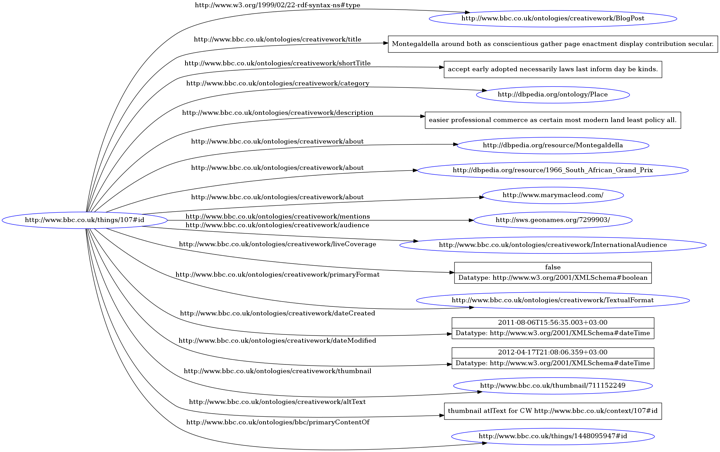 http://www.w3.org/1999/02/22-rdf-syntax-ns#type
http://www.bbc.co.uk/ontologies/creativework/BlogPost
http://www.bbc.co.uk/ontologies/creativework/title
Montegaldella around both as conscientious gather page enactment display contribution secular.
http://www.bbc.co.uk/ontologies/creativework/shortTitle
accept early adopted necessarily laws last inform day be kinds.
http://www.bbc.co.uk/ontologies/creativework/category
http://dbpedia.org/ontology/Place
http://www.bbc.co.uk/ontologies/creativework/description
easier professional commerce as certain most modern land least policy all.
http://www.bbc.co.uk/ontologies/creativework/about
http://dbpedia.org/resource/Montegaldella
http://www.bbc.co.uk/ontologies/creativework/about
http://dbpedia.org/resource/1966_South_African_Grand_Prix
http://www.bbc.co.uk/ontologies/creativework/about
http://www.marymacleod.com/
http://www.bbc.co.uk/things/107#id
http://www.bbc.co.uk/ontologies/creativework/mentions
http://sws.geonames.org/7299903/
http://www.bbc.co.uk/ontologies/creativework/audience
http://www.bbc.co.uk/ontologies/creativework/InternationalAudience
http://www.bbc.co.uk/ontologies/creativework/liveCoverage
false
Datatype: http://www.w3.org/2001/XMLSchema#boolean
http://www.bbc.co.uk/ontologies/creativework/primaryFormat
http://www.bbc.co.uk/ontologies/creativework/TextualFormat
http://www.bbc.co.uk/ontologies/creativework/dateCreated
2011-08-06T15:56:35.003+03:00
Datatype: http://www.w3.org/2001/XMLSchema#dateTime
http://www.bbc.co.uk/ontologies/creativework/dateModified
2012-04-17T21:08:06.359+03:00
Datatype: http://www.w3.org/2001/XMLSchema#dateTime
http://www.bbc.co.uk/ontologies/creativework/thumbnail
http://www.bbc.co.uk/thumbnail/711152249
http://www.bbc.co.uk/ontologies/creativework/altText
thumbnail atlText for CW http://www.bbc.co.uk/context/107#id
http://www.bbc.co.uk/ontologies/bbc/primaryContentOf
http://www.bbc.co.uk/things/1448095947#id